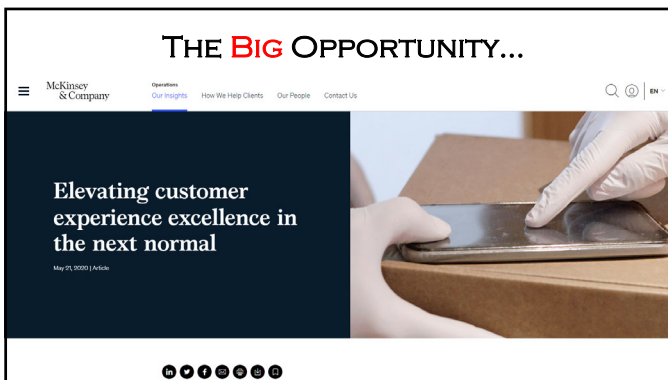 THE BIG OPPORTUNITY...
McKinsey
& Company
Operations
Our Insights How We Help Clients Our People Contact Us
EN
Elevating customer
experience excellence in
the next normal
May 21, 2020 | Article